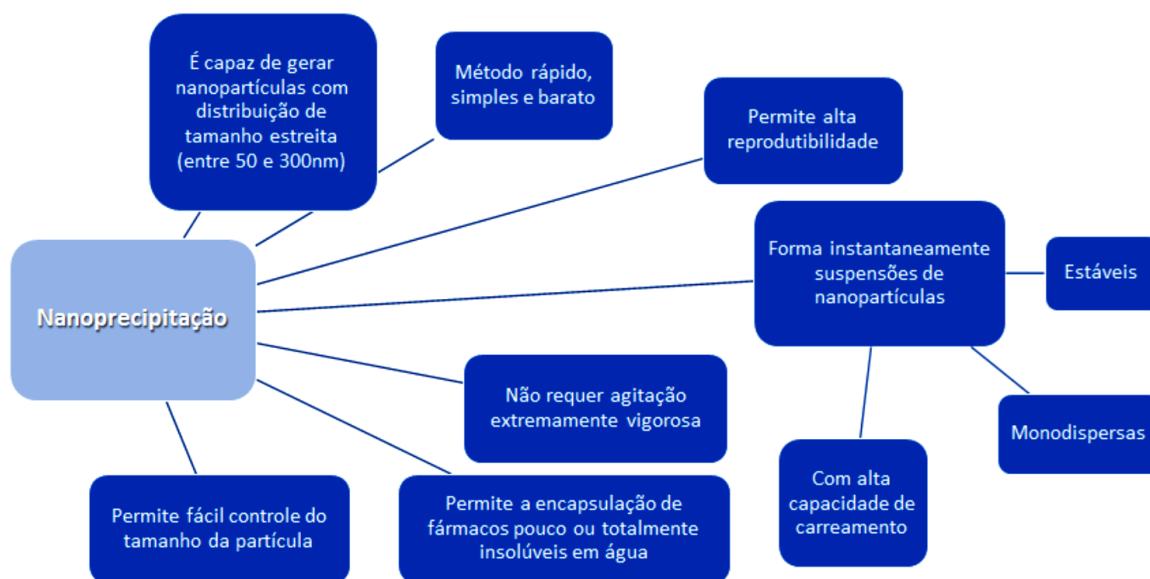 É capaz de gerar
nanopartículas com
distribuição de
tamanho estreita
(entre 50 e 300nm)
Método rápido,
simples e barato
Permite alta
reprodutibilidade
Forma instantaneamente
suspensões de
nanopartículas
Estáveis
Nanoprecipitação
Não requer agitação
extremamente vigorosa
Monodispersas
Com alta
capacidade de
carreamento
Permite fácil controle do
tamanho da partícula
Permite a encapsulação de
fármacos pouco ou totalmente
insolúveis em água